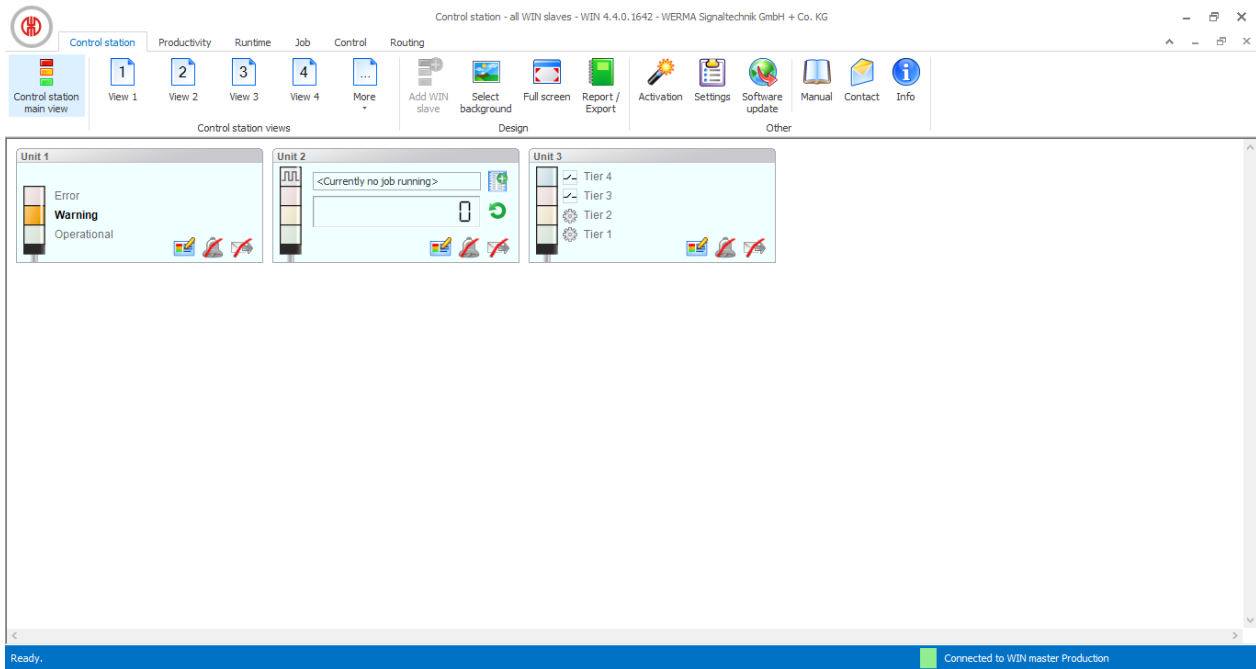 Control station - all WIN slaves - WIN 4.4.0.1642 - WERMA Signaltechnik GmbH + Co. KG
Control station Productivity Runtime Job Control Routing
Control station main view
1 View 1
2 View 2
3 View 3
4 View 4
... More
Control station views
Add WIN slave
Select background
Full screen
Report / Export
Design
Activation
Settings
Software update
Manual
Contact
Info
Other
Unit 1
Error
Warning
Operational
Unit 2
<Currently no job running>
0
Unit 3
Tier 4
Tier 3
Tier 2
Tier 1
Ready.
Connected to WIN master Production